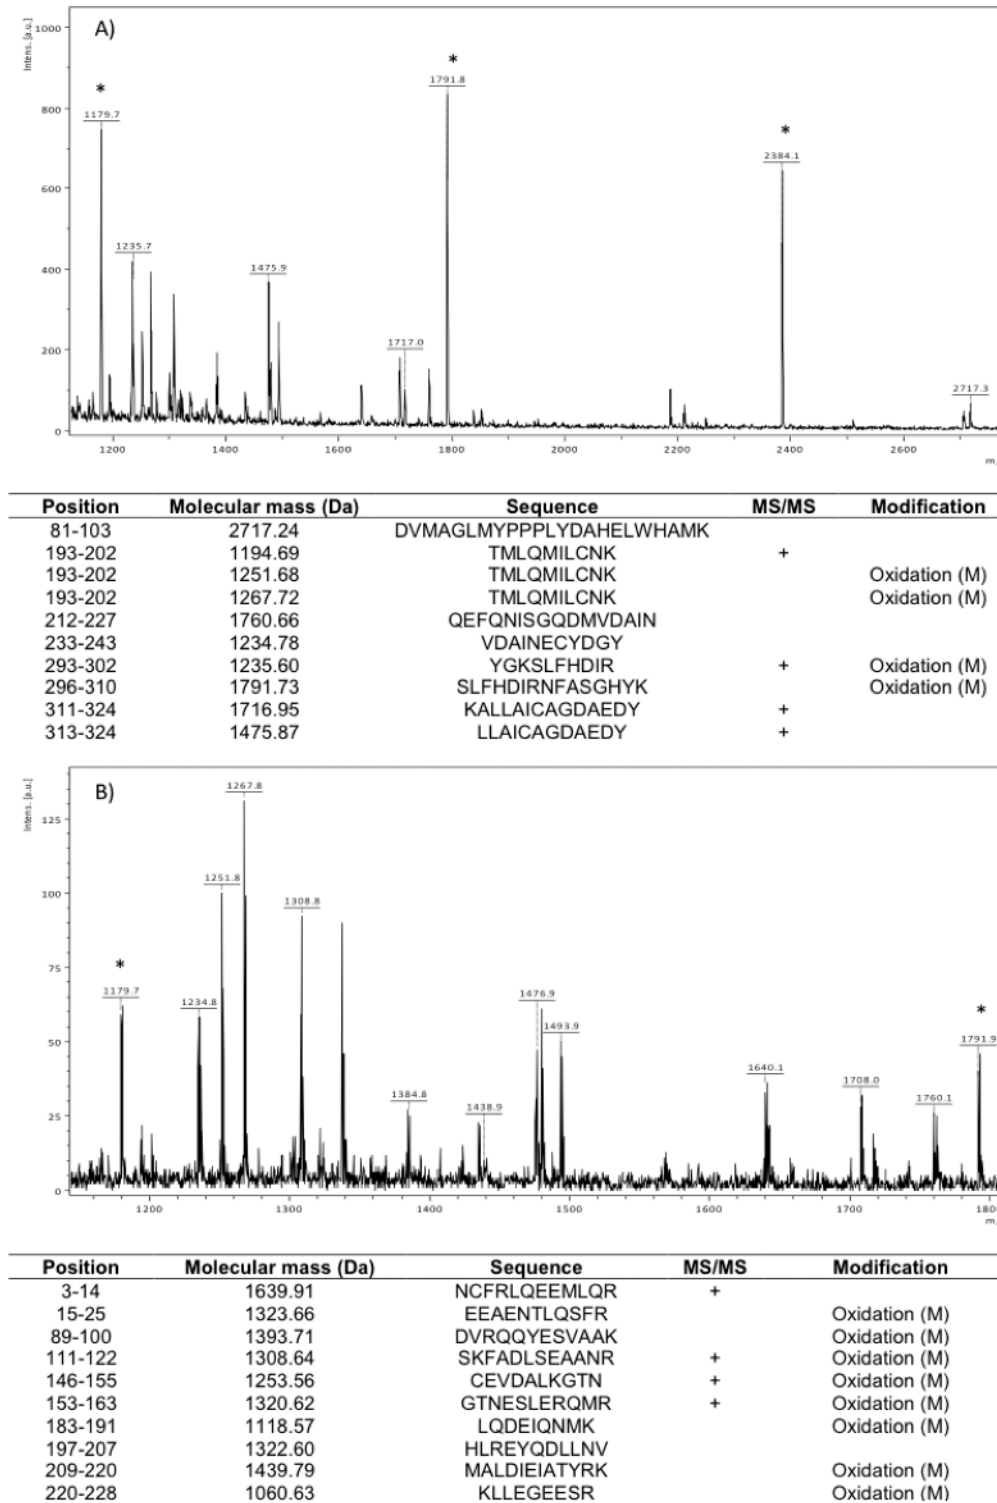 A)
Intens. [a.u.]
1000
800
600
400
200
0
*
1179.7
1235.7
1475.9
1717.0
*
1791.8
*
2384.1
2717.3
1200 1400 1600 1800 2000 2200 2400 2600
m,
Position Molecular mass (Da) Sequence MS/MS Modification
81-103 2717.24 DVMAGLMYPPPLYDAHELWHAMK
193-202 1194.69 TMLQMILCNK +
193-202 1251.68 TMLQMILCNK Oxidation (M)
193-202 1267.72 TMLQMILCNK Oxidation (M)
212-227 1760.66 QEFQNISGQDMVDAIN
233-243 1234.78 VDAINECYDGY
293-302 1235.60 YGKSLFHDIR + Oxidation (M)
296-310 1791.73 SLFHDIRNFASGHYK Oxidation (M)
311-324 1716.95 KALLAICAGDAEDY +
313-324 1475.87 LLAICAGDAEDY +
B)
Intens. [a.u.]
125
100
75
50
25
0
*
1179.7
1234.8
1251.8
1267.8
1308.8
1384.8
1438.9
1476.9
1493.9
1640.1
1708.0
1760.1
*
1791.9
1200 1300 1400 1500 1600 1700 180
m,
Position Molecular mass (Da) Sequence MS/MS Modification
3-14 1639.91 NCFRLQEEMLQR +
15-25 1323.66 EEAENTLQSFR Oxidation (M)
89-100 1393.71 DVRQQYESVAAK Oxidation (M)
111-122 1308.64 SKFADLSEAANR + Oxidation (M)
146-155 1253.56 CEVDALKGTN + Oxidation (M)
153-163 1320.62 GTNESLERQMR + Oxidation (M)
183-191 1118.57 LQDEIQNMK Oxidation (M)
197-207 1322.60 HLREYQDLLNV
209-220 1439.79 MALDIEIATYRK Oxidation (M)
220-228 1060.63 KLLEGEESR Oxidation (M)